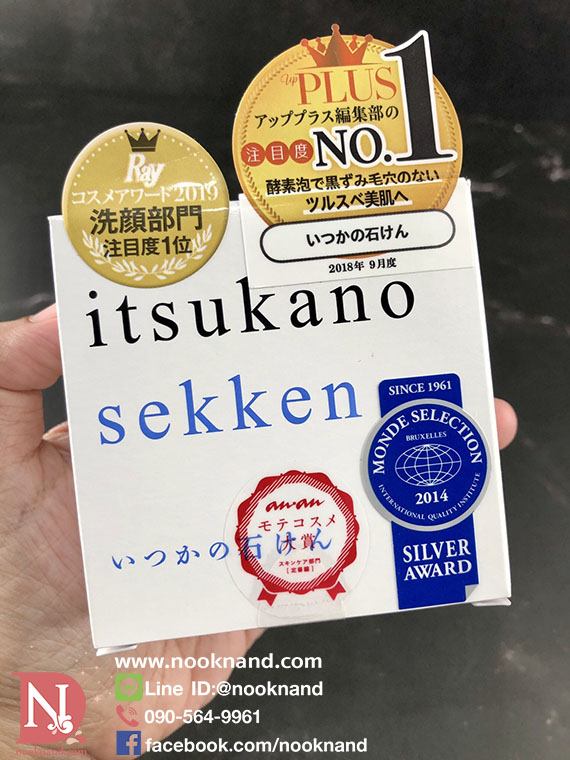 Ray
コスメアワード2019
洗顔部門
注目度1位
Up PLUS
アッププラス編集部の
注目度 NO.1
酵素泡で黒ずみ毛穴のない
ツルスベ美肌へ
いつかの石けん
2018年 9月度
itsukano
sekken
いつかの石けん
an・an
モテコスメ
大賞
スキンケア部門
[定番編]
SINCE 1961
MONDE SELECTION
BRUXELLES
2014
INTERNATIONAL QUALITY INSTITUTE
SILVER
AWARD
www.nooknand.com
Line ID:@nooknand
090-564-9961
facebook.com/nooknand
N
nooknand.com